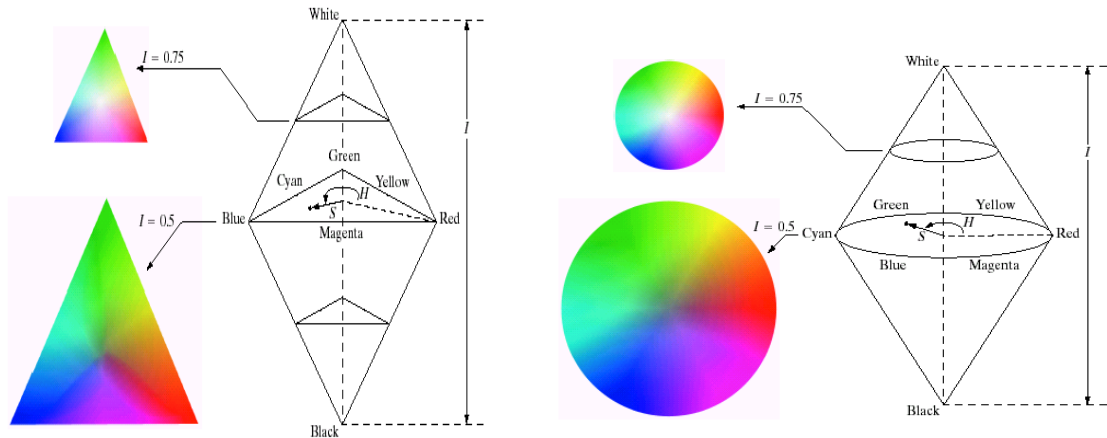 White
I = 0.75
I
Green
Cyan
Yellow
H
S
I = 0.5
Blue
Red
Magenta
Black
White
I = 0.75
I
Green
Yellow
H
S
I = 0.5
Cyan
Red
Blue
Magenta
Black